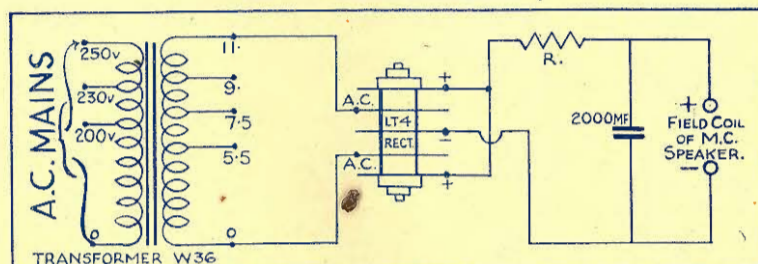 A.C. MAINS
250v
230v
200v
0
11.
9.
7.5
5.5
0
TRANSFORMER W36
A.C.
A.C.
LT4
RECT.
+
-
+
R.
2000MF
+
FIELD COIL
OF M.C.
SPEAKER.
-